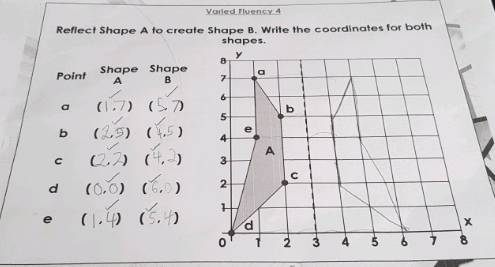 Varied Fluency 4
Reflect Shape A to create Shape B. Write the coordinates for both
shapes.
Point Shape A Shape B
a (1.7) (5,7)
b (2,5) (4.5)
c (2,2) (4,2)
d (0,0) (6,0)
e (1.4) (5.4)
y
8
7 a
6
5 b
e
4
A
3
c
2
1
d
x
0 1 2 3 4 5 6 7 8